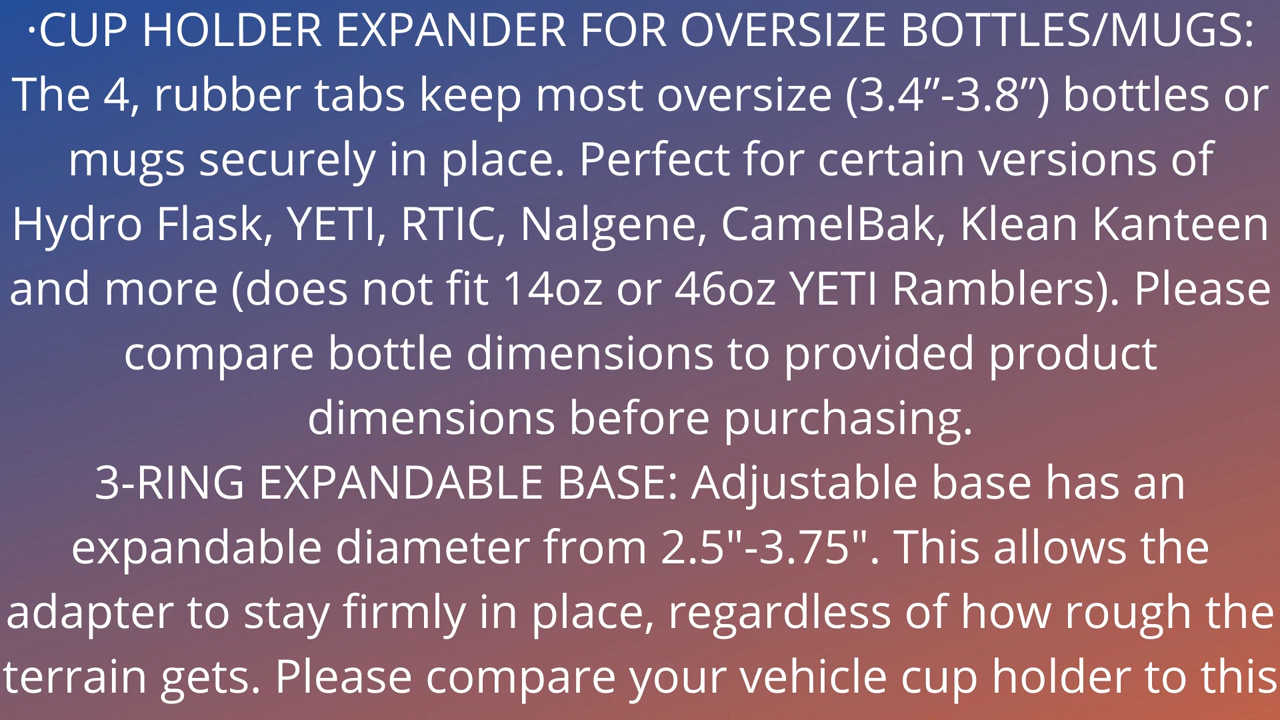 ·CUP HOLDER EXPANDER FOR OVERSIZE BOTTLES/MUGS:
The 4, rubber tabs keep most oversize (3.4”-3.8”) bottles or
mugs securely in place. Perfect for certain versions of
Hydro Flask, YETI, RTIC, Nalgene, CamelBak, Klean Kanteen
and more (does not fit 14oz or 46oz YETI Ramblers). Please
compare bottle dimensions to provided product
dimensions before purchasing.
3-RING EXPANDABLE BASE: Adjustable base has an
expandable diameter from 2.5"-3.75". This allows the
adapter to stay firmly in place, regardless of how rough the
terrain gets. Please compare your vehicle cup holder to this